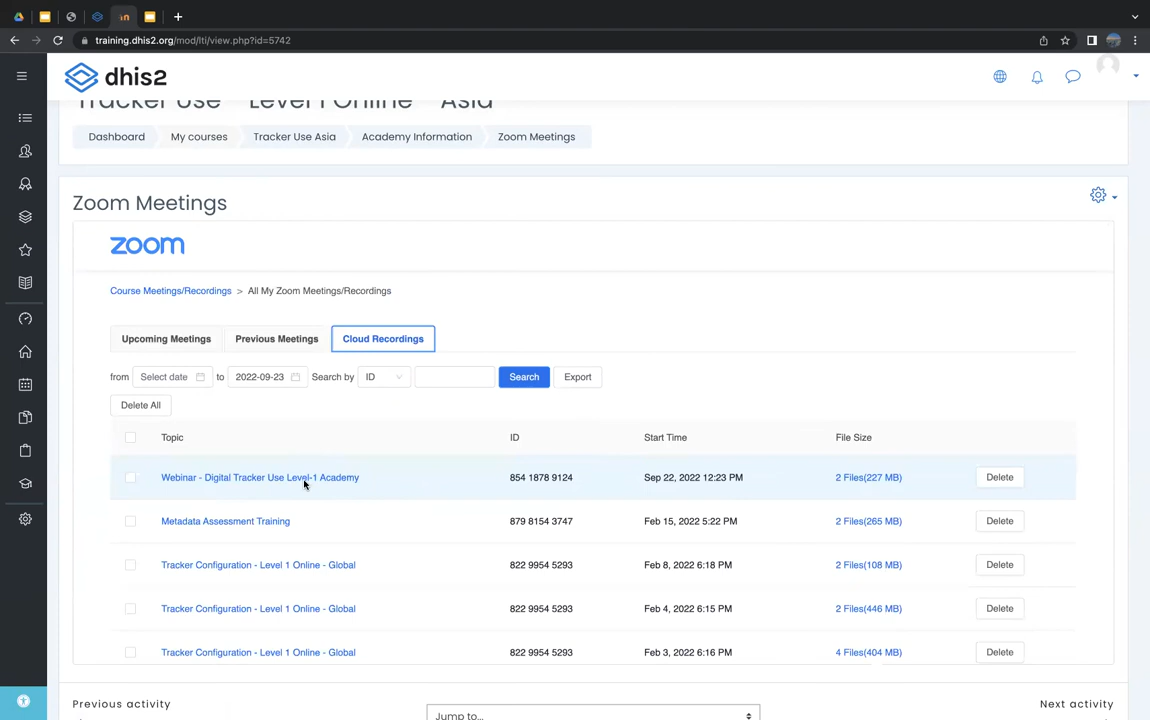 training.dhis2.org/mod/lti/view.php?id=5742
dhis2
Tracker Use - Level 1 Online - Asia
Dashboard My courses Tracker Use Asia Academy Information Zoom Meetings
Zoom Meetings
zoom
Course Meetings/Recordings > All My Zoom Meetings/Recordings
Upcoming Meetings Previous Meetings Cloud Recordings
from Select date to 2022-09-23 Search by ID Search Export
Delete All
Topic ID Start Time File Size
Webinar - Digital Tracker Use Level-1 Academy 854 1878 9124 Sep 22, 2022 12:23 PM 2 Files(227 MB) Delete
Metadata Assessment Training 879 8154 3747 Feb 15, 2022 5:22 PM 2 Files(265 MB) Delete
Tracker Configuration - Level 1 Online - Global 822 9954 5293 Feb 8, 2022 6:18 PM 2 Files(108 MB) Delete
Tracker Configuration - Level 1 Online - Global 822 9954 5293 Feb 4, 2022 6:15 PM 2 Files(446 MB) Delete
Tracker Configuration - Level 1 Online - Global 822 9954 5293 Feb 3, 2022 6:16 PM 4 Files(404 MB) Delete
Previous activity Next activity
Jump to...